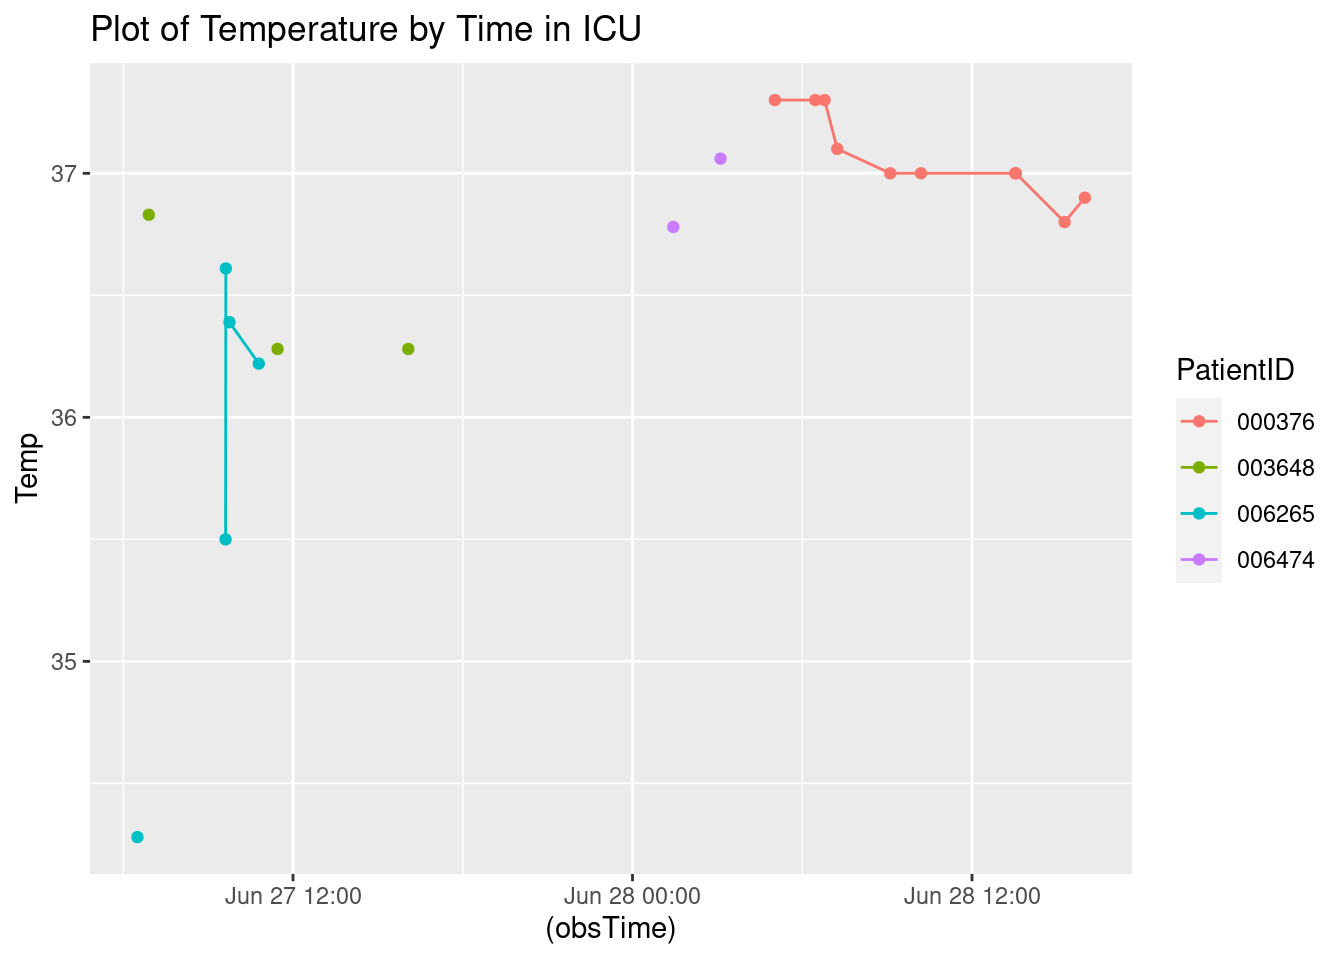 Plot of Temperature by Time in ICU
37
36
35
Temp
Jun 27 12:00
Jun 28 00:00
Jun 28 12:00
(obsTime)
PatientID
000376
003648
006265
006474